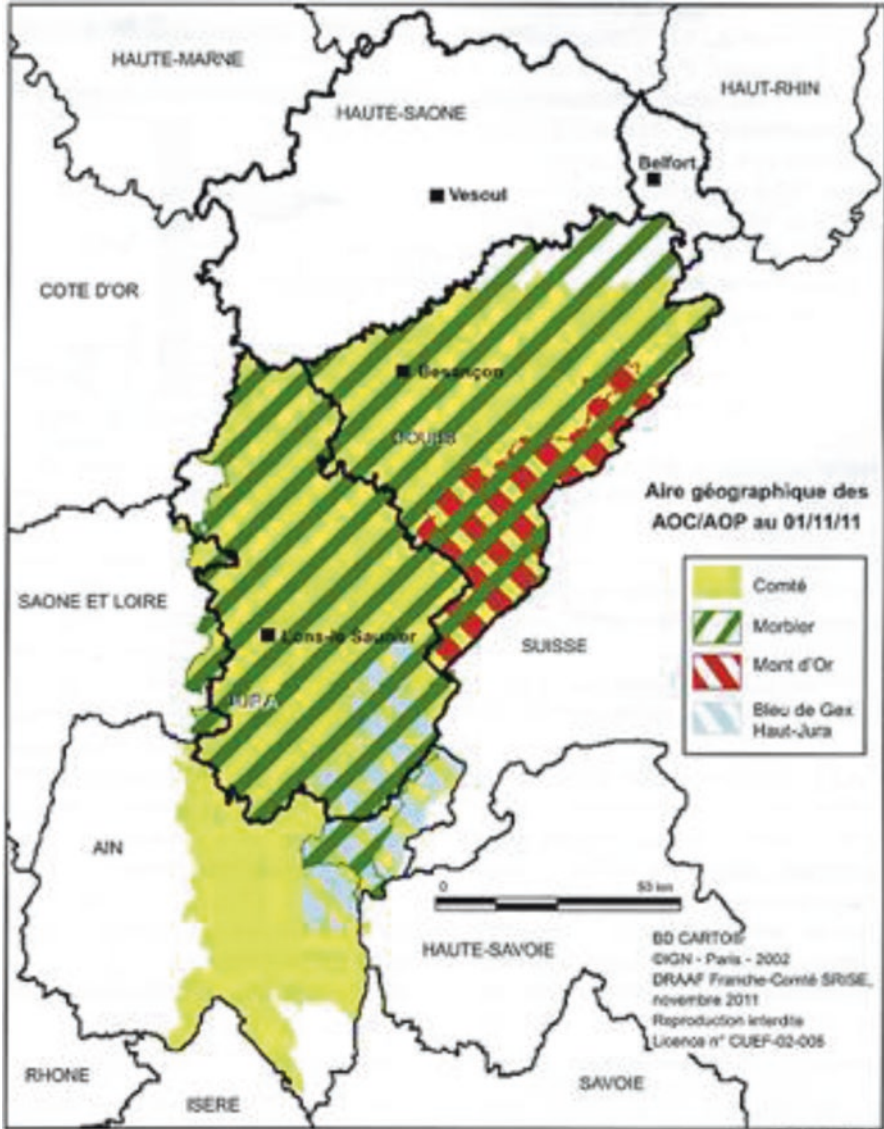 HAUTE-MARNE
HAUTE-SAONE
HAUT-RHIN
Belfort
Vesoul
COTE D'OR
Besançon
DOUBS
Aire géographique des
AOC/AOP au 01/11/11
Comté
Morbier
Mont d'Or
Bleu de Gex
Haut-Jura
SAONE ET LOIRE
Lons-le Saunier
SUISSE
JURA
AIN
0 50 km
HAUTE-SAVOIE
BD CARTO®
©IGN - Paris - 2002
DRAAF Franche-Comté SRISE,
novembre 2011
Reproduction interdite
Licence n° CUEF-02-005
RHONE
ISERE
SAVOIE